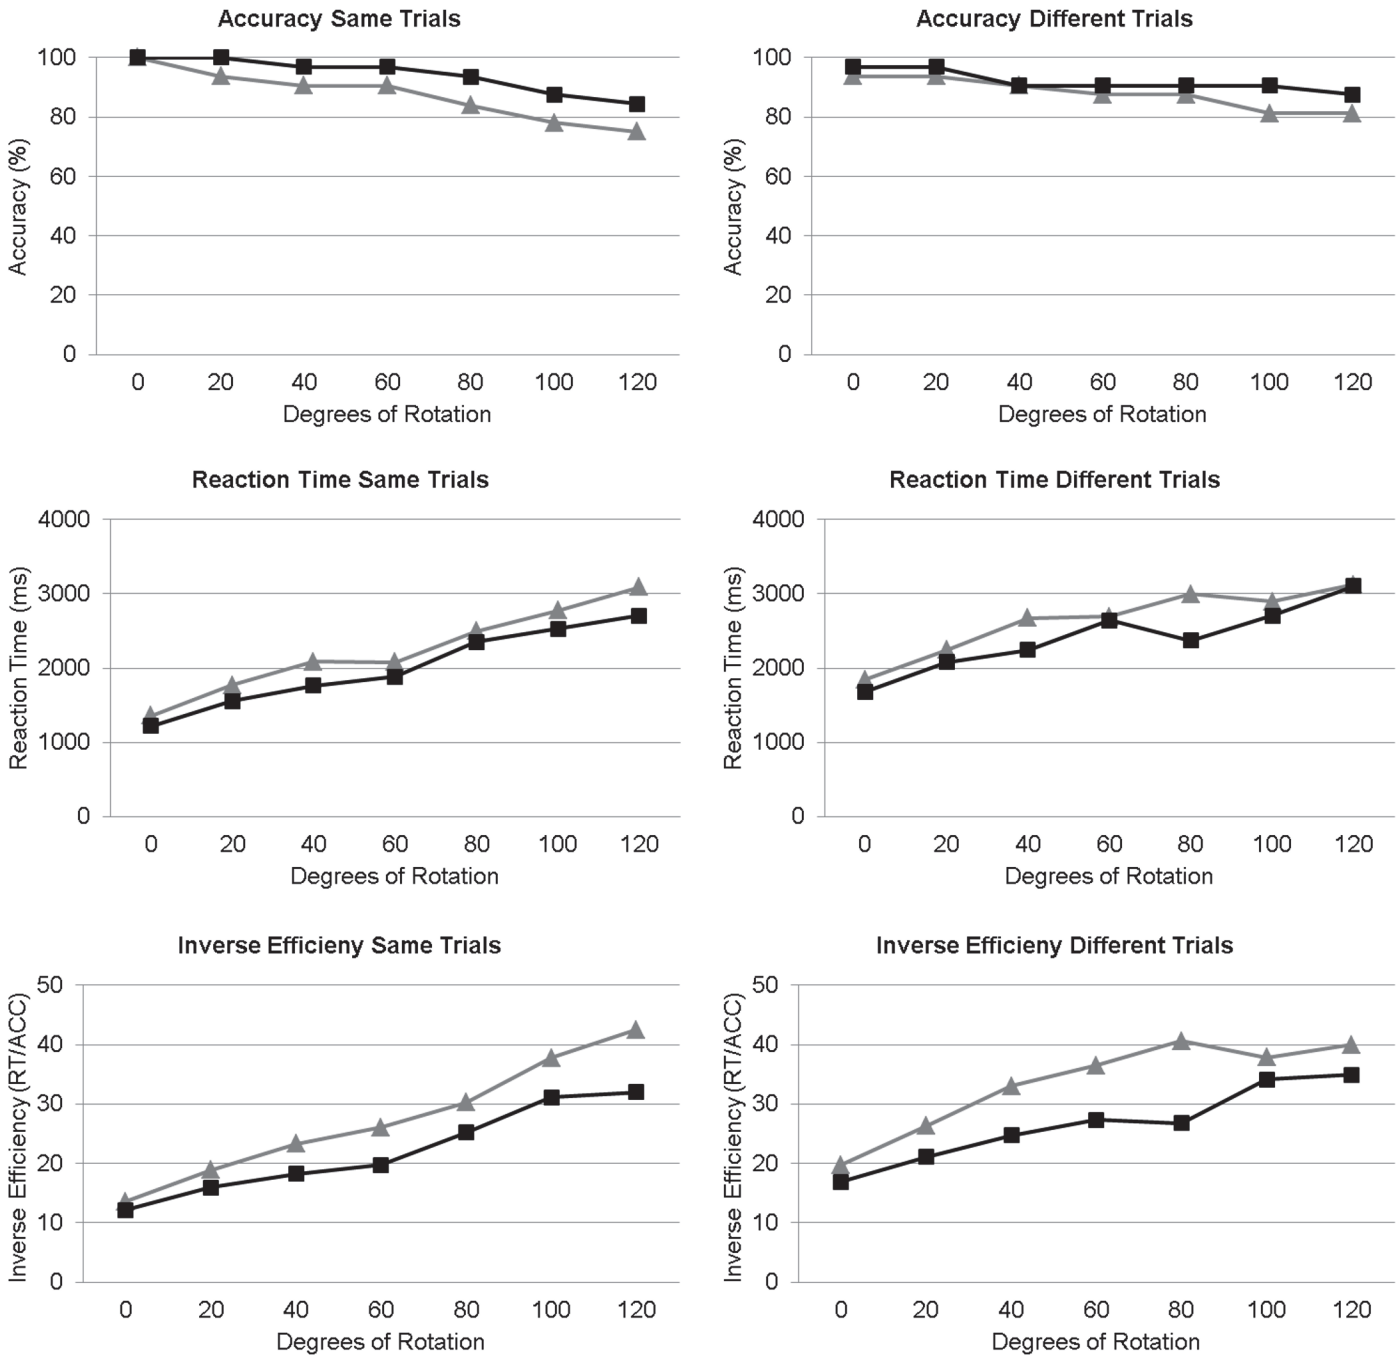 Accuracy Same Trials
100
80
60
40
20
0
Accuracy (%)
0 20 40 60 80 100 120
Degrees of Rotation
Accuracy Different Trials
100
80
60
40
20
0
Accuracy (%)
0 20 40 60 80 100 120
Degrees of Rotation
Reaction Time Same Trials
4000
3000
2000
1000
0
Reaction Time (ms)
0 20 40 60 80 100 120
Degrees of Rotation
Reaction Time Different Trials
4000
3000
2000
1000
0
Reaction Time (ms)
0 20 40 60 80 100 120
Degrees of Rotation
Inverse Efficieny Same Trials
50
40
30
20
10
0
Inverse Efficiency (RT/ACC)
0 20 40 60 80 100 120
Degrees of Rotation
Inverse Efficieny Different Trials
50
40
30
20
10
0
Inverse Efficiency (RT/ACC)
0 20 40 60 80 100 120
Degrees of Rotation